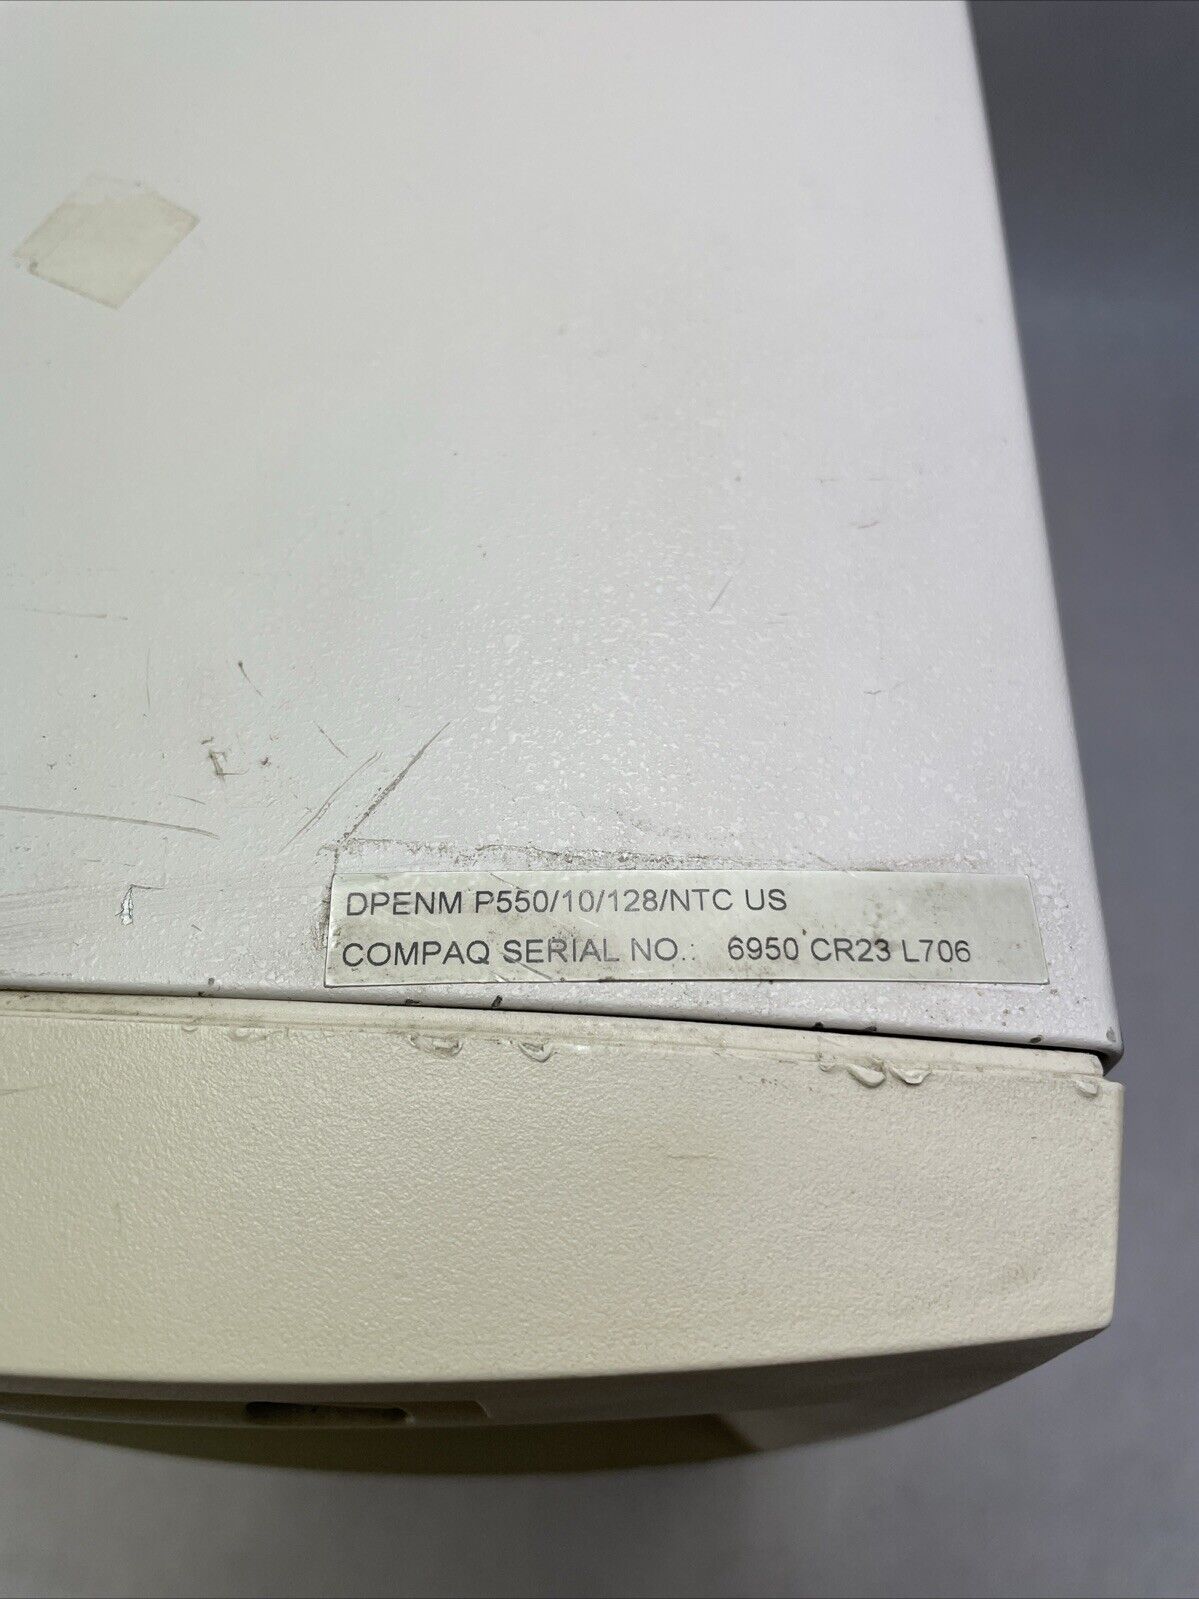 DPENM P550/10/128/NTC US
COMPAQ SERIAL NO.: 6950 CR23 L706